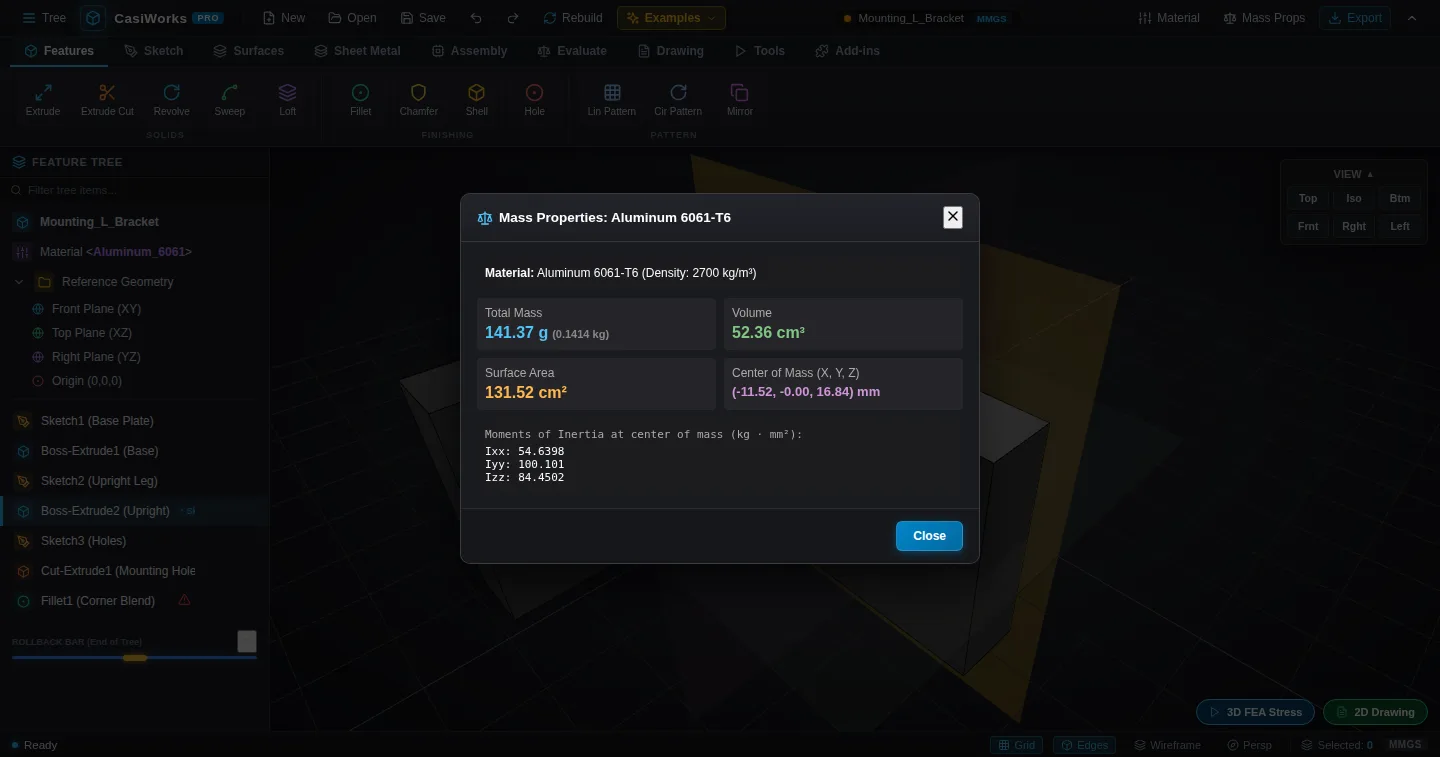 Tree CasiWorks PRO New Open Save Rebuild Examples Mounting_L_Bracket MMGS Material Mass Props Export
Features Sketch Surfaces Sheet Metal Assembly Evaluate Drawing Tools Add-ins
Extrude Extrude Cut Revolve Sweep Loft Fillet Chamfer Shell Hole Lin Pattern Cir Pattern Mirror
SOLIDS FINISHING PATTERN
FEATURE TREE
Filter tree items...
Mounting_L_Bracket
Material <Aluminum_6061>
Reference Geometry
Front Plane (XY)
Top Plane (XZ)
Right Plane (YZ)
Origin (0,0,0)
Sketch1 (Base Plate)
Boss-Extrude1 (Base)
Sketch2 (Upright Leg)
Boss-Extrude2 (Upright)
Sketch3 (Holes)
Cut-Extrude1 (Mounting Hole
Fillet1 (Corner Blend)
ROLLBACK BAR (End of Tree)
Mass Properties: Aluminum 6061-T6
Material: Aluminum 6061-T6 (Density: 2700 kg/m³)
Total Mass
141.37 g (0.1414 kg)
Volume
52.36 cm³
Surface Area
131.52 cm²
Center of Mass (X, Y, Z)
(-11.52, -0.00, 16.84) mm
Moments of Inertia at center of mass (kg · mm²):
Ixx: 54.6398
Iyy: 100.101
Izz: 84.4502
Close
VIEW ▲
Top Iso Btm
Frnt Rght Left
3D FEA Stress 2D Drawing
Ready Grid Edges Wireframe Persp Selected: 0 MMGS